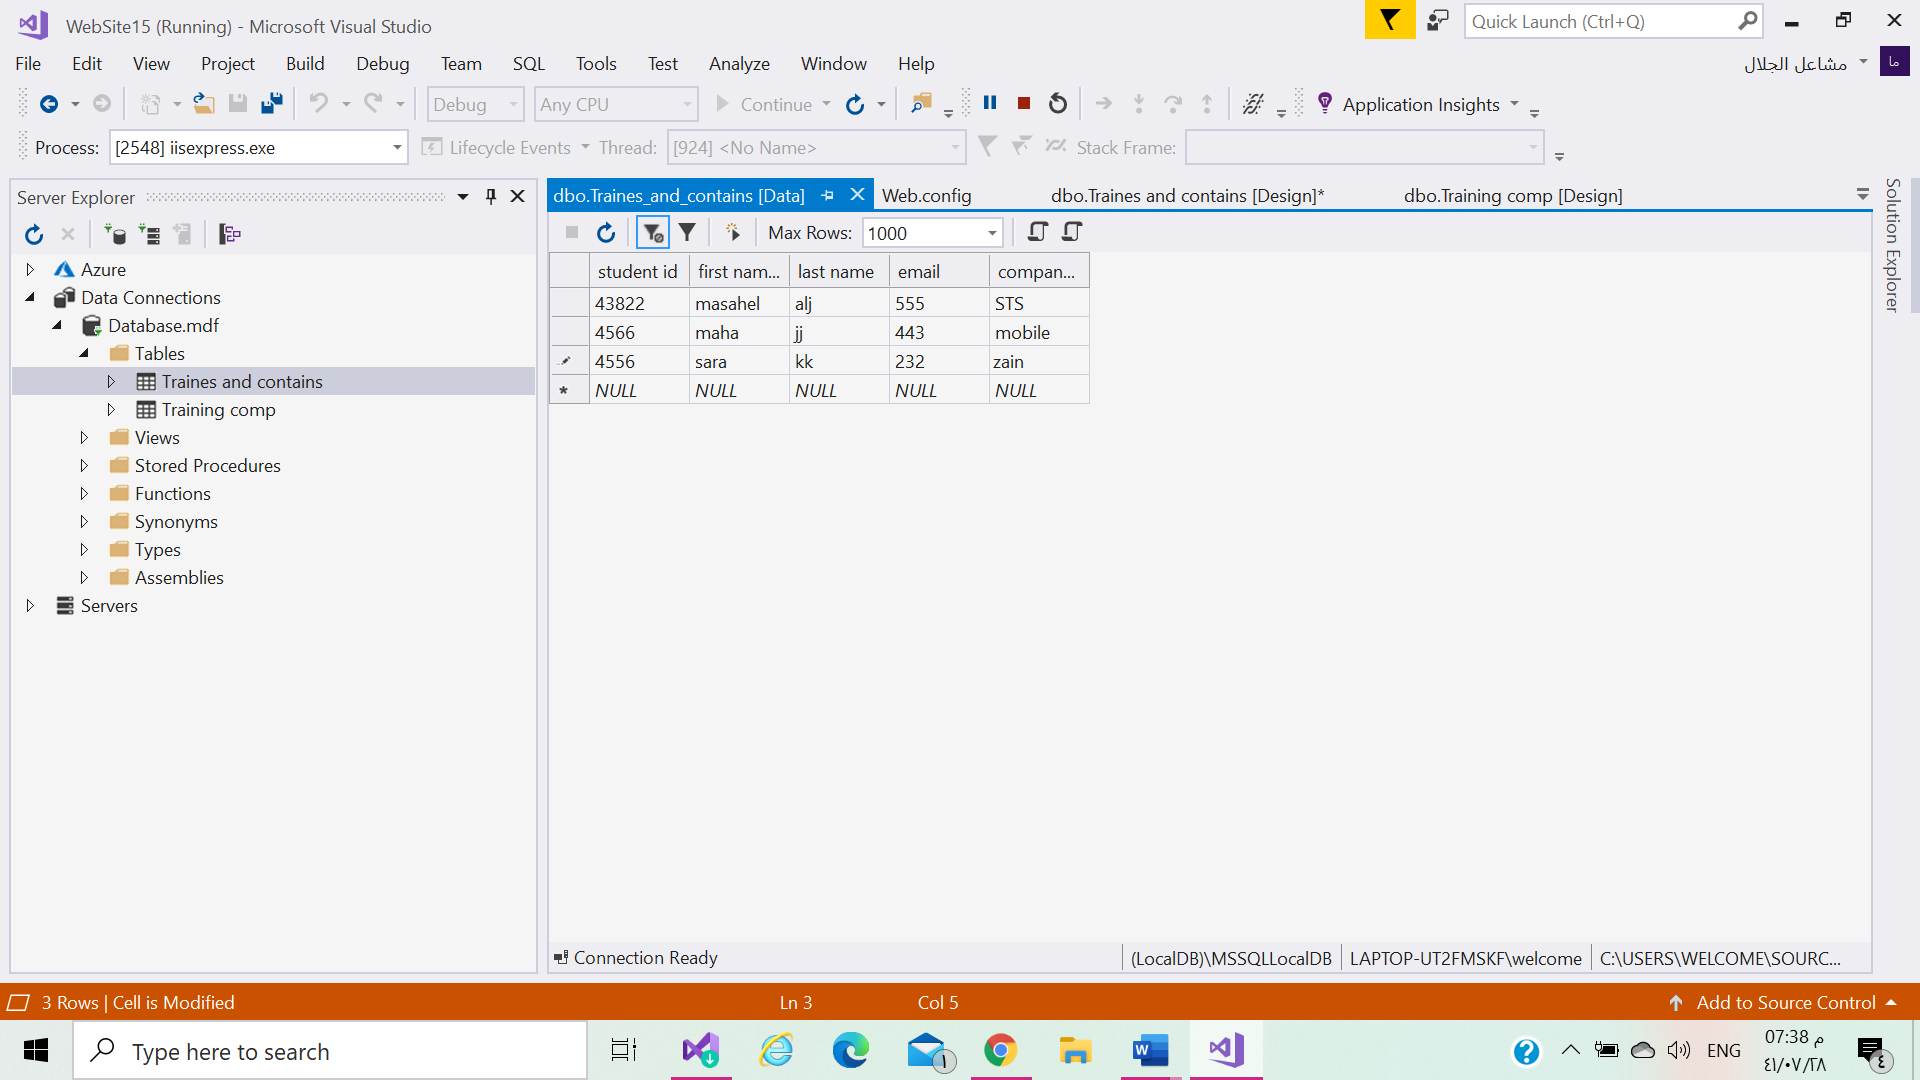 WebSite15 (Running) - Microsoft Visual Studio
Quick Launch (Ctrl+Q)
File Edit View Project Build Debug Team SQL Tools Test Analyze Window Help
مشاعل الجلال
ما
Debug Any CPU Continue Application Insights
Process: [2548] iisexpress.exe Lifecycle Events Thread: [924] <No Name> Stack Frame:
Server Explorer
dbo.Traines_and_contains [Data] Web.config dbo.Traines and contains [Design]* dbo.Training comp [Design]
Solution Explorer
Max Rows: 1000
Azure
Data Connections
Database.mdf
Tables
Traines and contains
Training comp
Views
Stored Procedures
Functions
Synonyms
Types
Assemblies
Servers
student id first nam... last name email compan...
43822 masahel alj 555 STS
4566 maha jj 443 mobile
4556 sara kk 232 zain
* NULL NULL NULL NULL NULL
Connection Ready (LocalDB)\MSSQLLocalDB LAPTOP-UT2FMSKF\welcome C:\USERS\WELCOME\SOURC...
3 Rows | Cell is Modified Ln 3 Col 5 Add to Source Control
Type here to search
١
ENG
07:38 م
٤١/٠٧/٢٨
٤